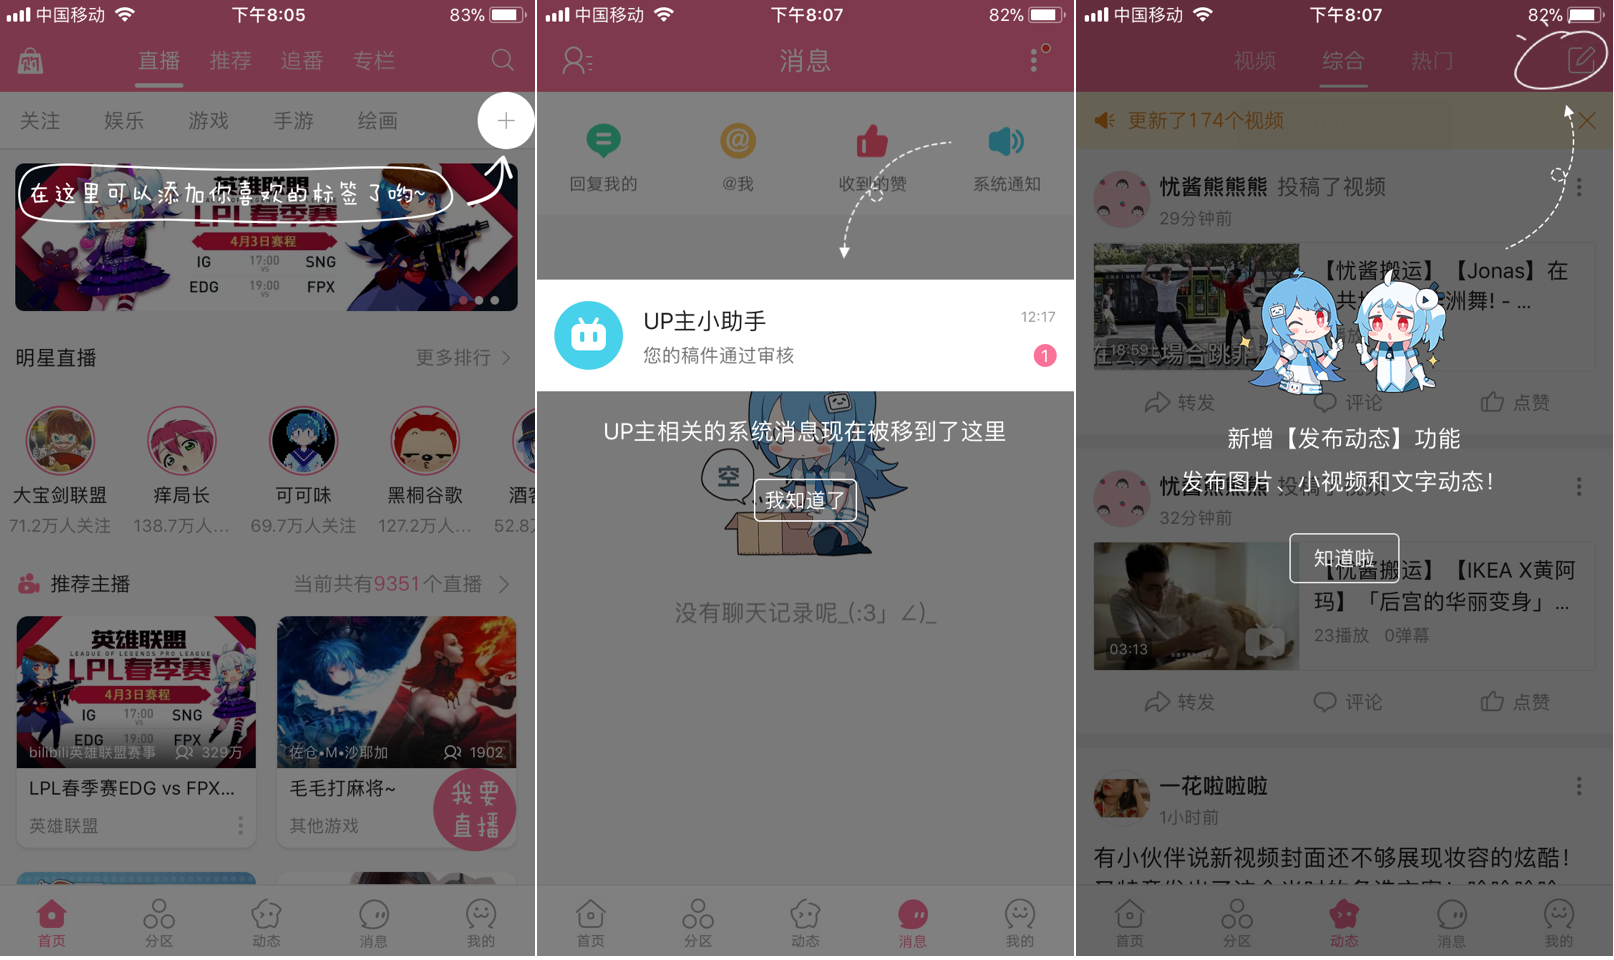 中国移动 下午8:05 83%
直播 推荐 追番 专栏
关注 娱乐 游戏 手游 绘画
在这里可以添加你喜欢的标签了哟~
英雄联盟
LPL春季赛
4月3日赛程
IG 17:00 SNG
VS
EDG 19:00 FPX
VS
明星直播 更多排行
大宝剑联盟 痒局长 可可味 黑桐谷歌
71.2万人关注 138.7万人... 69.7万人关注 127.2万人... 52.8
推荐主播 当前共有9351个直播
英雄联盟
LEAGUE OF LEGENDS PRO LEAGUE
LPL春季赛
4月3日赛程
IG 17:00 SNG
VS
EDG 19:00 FPX
bilibili英雄联盟赛事 329万
佐仓•M•沙耶加 1902
LPL春季赛EDG vs FPX...
英雄联盟
毛毛打麻将~
其他游戏
我要
直播
首页 分区 动态 消息 我的
中国移动 下午8:07 82%
消息
回复我的 @我 收到的赞 系统通知
UP主小助手 12:17
您的稿件通过审核 1
UP主相关的系统消息现在被移到了这里
空
我知道了
没有聊天记录呢_(:3」∠)_
首页 分区 动态 消息 我的
中国移动 下午8:07 82%
视频 综合 热门
更新了174个视频
忧酱熊熊熊 投稿了视频
29分钟前
【忧酱搬运】【Jonas】在
18:59
转发 评论 点赞
新增【发布动态】功能
发布图片、小视频和文字动态！
32分钟前
知道啦
【忧酱搬运】【IKEA X黄阿
玛】「后宫的华丽变身」...
23播放 0弹幕
03:13
转发 评论 点赞
一花啦啦啦
1小时前
有小伙伴说新视频封面还不够展现妆容的炫酷！
首页 分区 动态 消息 我的